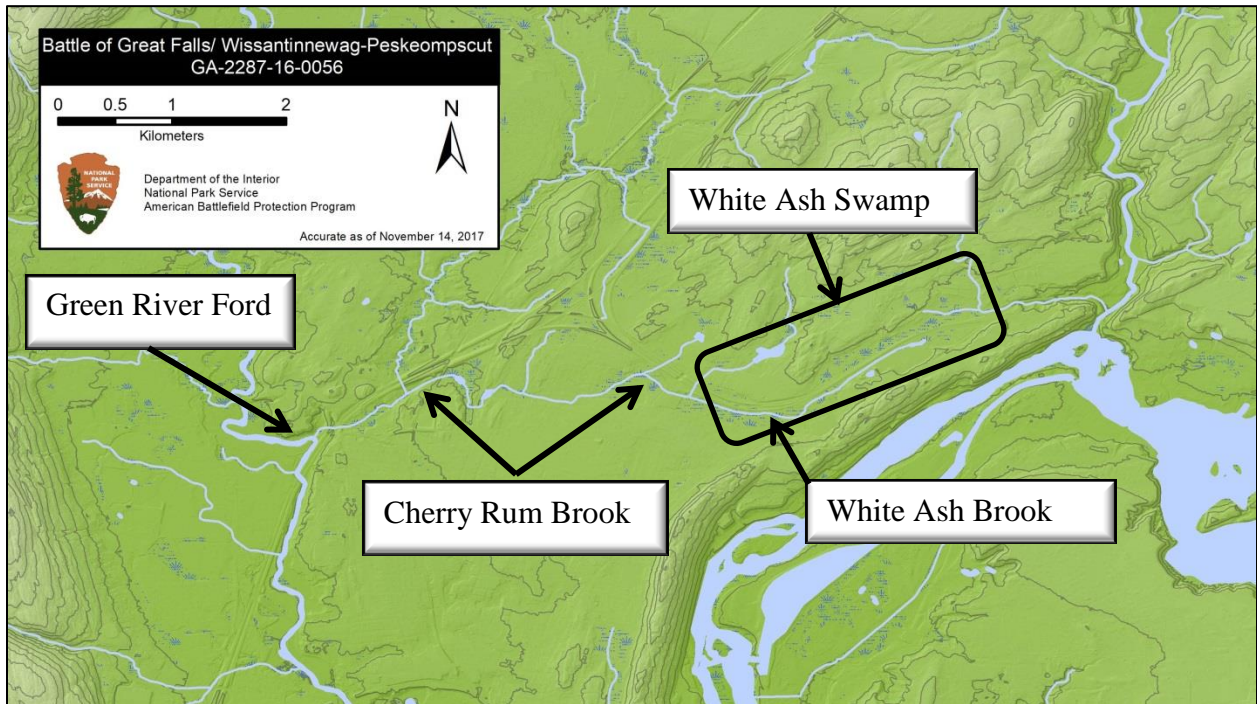 Battle of Great Falls/ Wissantinnewag-Peskeompscut
GA-2287-16-0056
0 0.5 1 2
Kilometers
N
NATIONAL
PARK
SERVICE
Department of the Interior
National Park Service
American Battlefield Protection Program
Accurate as of November 14, 2017
White Ash Swamp
Green River Ford
Cherry Rum Brook
White Ash Brook